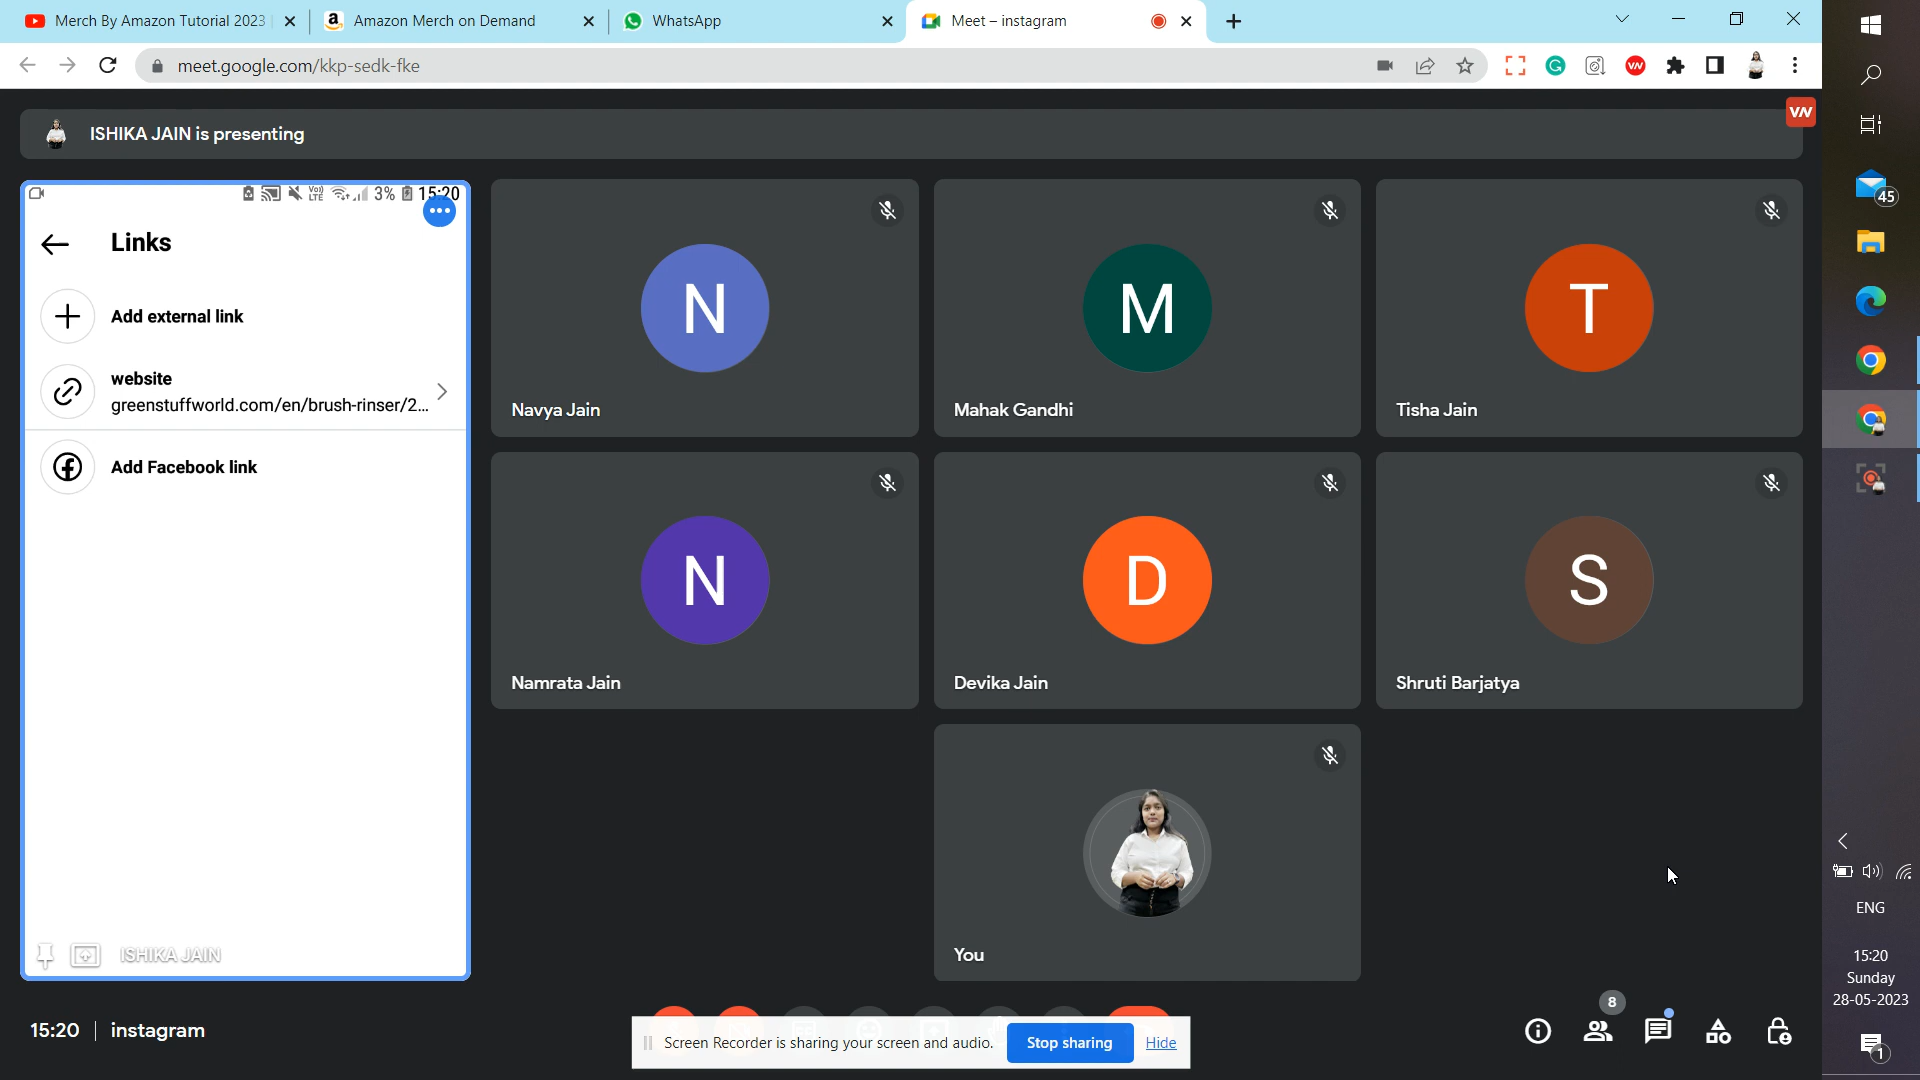 Merch By Amazon Tutorial 2023
Amazon Merch on Demand
WhatsApp
Meet – instagram
meet.google.com/kkp-sedk-fke
ISHIKA JAIN is presenting
VN
3% 15:20
Links
Add external link
website
greenstuffworld.com/en/brush-rinser/2...
Add Facebook link
ISHIKA JAIN
N
Navya Jain
M
Mahak Gandhi
T
Tisha Jain
N
Namrata Jain
D
Devika Jain
S
Shruti Barjatya
You
15:20 | instagram
Screen Recorder is sharing your screen and audio.
Stop sharing
Hide
8
45
ENG
15:20
Sunday
28-05-2023
1